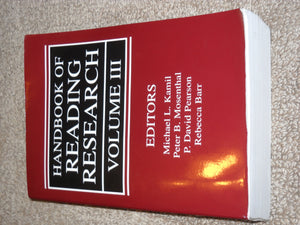 HANDBOOK OF
READING
RESEARCH
VOLUME III
EDITORS
Michael L. Kamil
Peter B. Mosenthal
P. David Pearson
Rebecca Barr